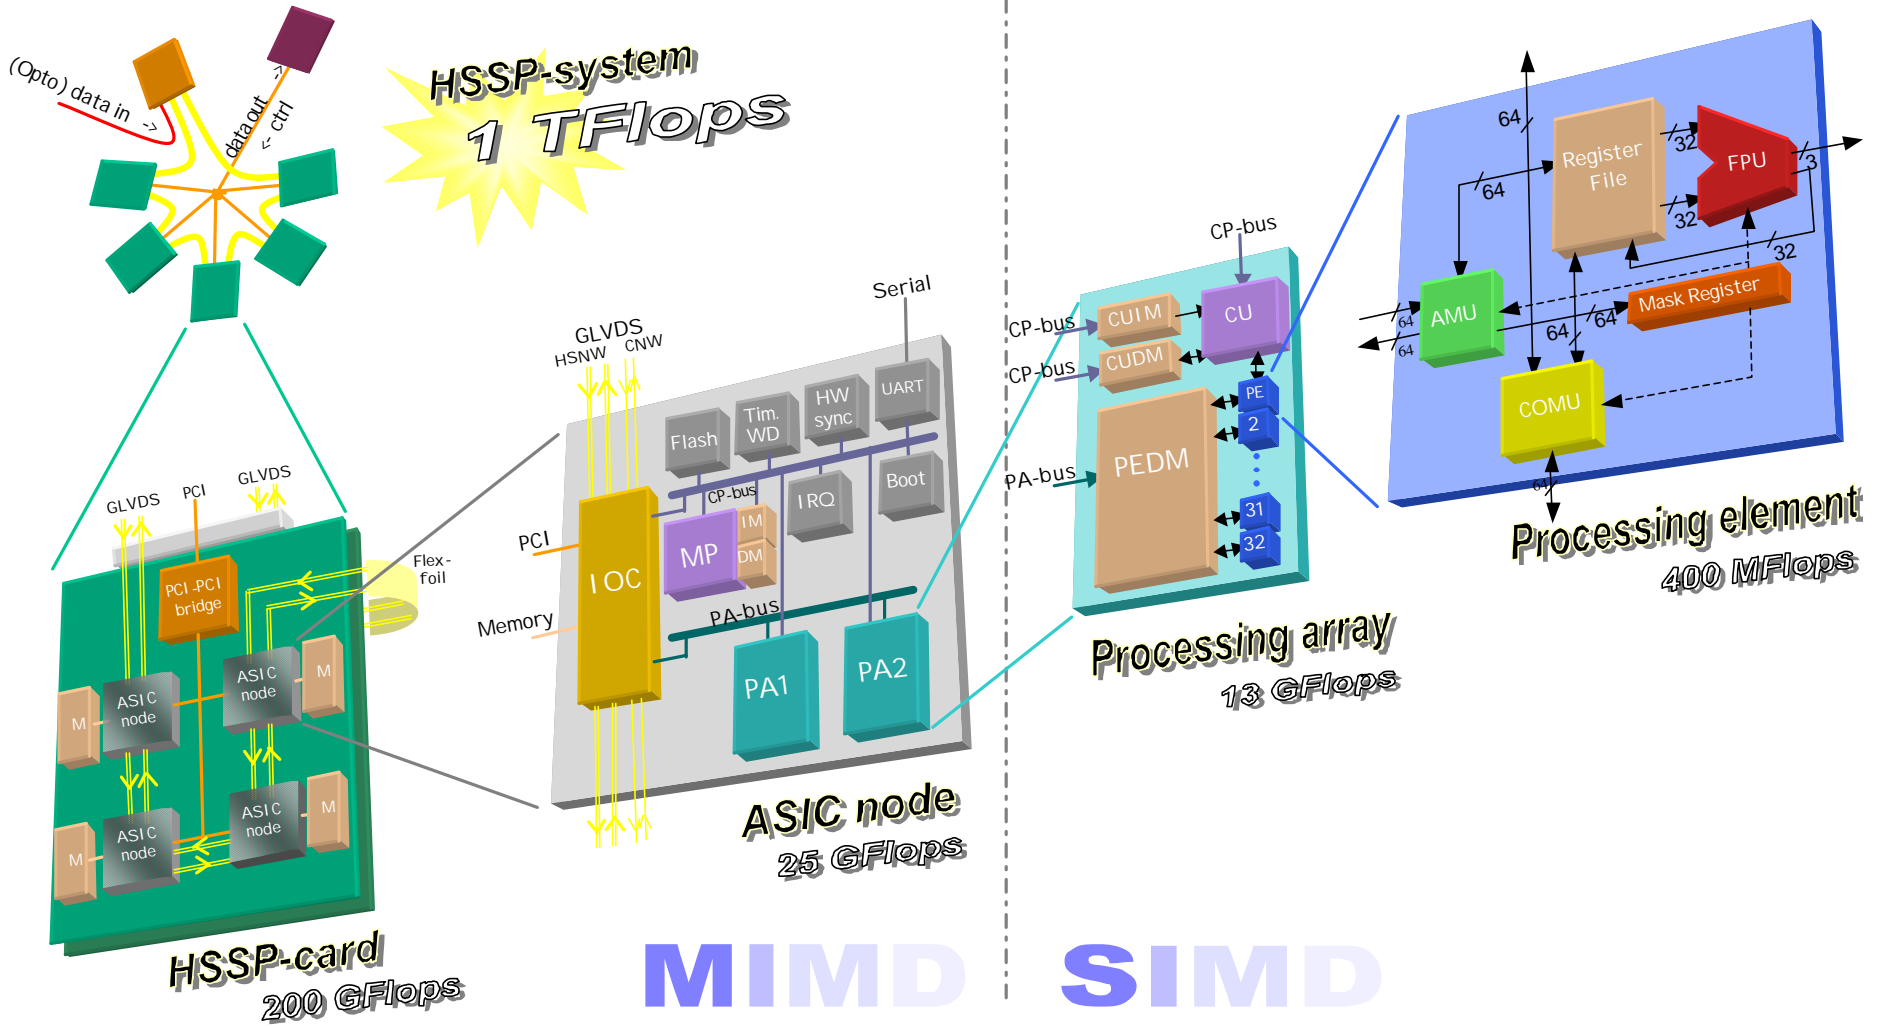 (Opto) data in ->
data out ->
<- ctrl
HSSP-system
1 TFlops
GLVDS
PCI
GLVDS
Flex-
foil
PCI-PCI
bridge
ASIC
node
M
ASIC
node
M
ASIC
node
M
ASIC
node
M
HSSP-card
200 GFlops
GLVDS
HSNW
CNW
Serial
Flash
Tim.
WD
HW
sync
UART
CP-bus
IRQ
Boot
PCI
Memory
IOC
MP
IM
DM
PA-bus
PA1
PA2
ASIC node
25 GFlops
MIMD
CP-bus
CP-bus
CP-bus
PA-bus
CUIM
CUDM
CU
PEDM
PE
2
31
32
Processing array
13 GFlops
SIMD
64
64
Register
File
32
32
FPU
3
32
AMU
64
64
Mask Register
64
64
COMU
64
Processing element
400 MFlops